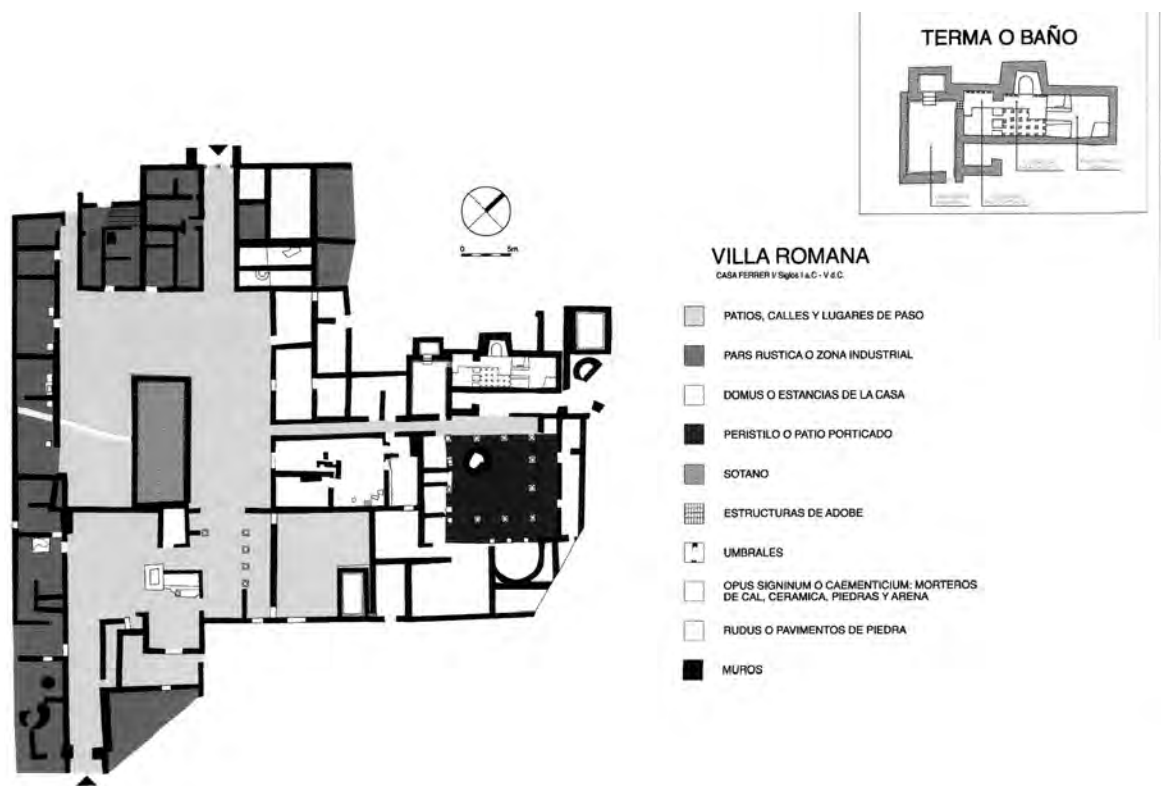 TERMA O BAÑO
0 5m
VILLA ROMANA
CASA FERRER I/ Siglos I a.C - V d.C.
PATIOS, CALLES Y LUGARES DE PASO
PARS RUSTICA O ZONA INDUSTRIAL
DOMUS O ESTANCIAS DE LA CASA
PERISTILO O PATIO PORTICADO
SOTANO
ESTRUCTURAS DE ADOBE
UMBRALES
OPUS SIGNINUM O CAEMENTICIUM: MORTEROS
DE CAL, CERAMICA, PIEDRAS Y ARENA
RUDUS O PAVIMENTOS DE PIEDRA
MUROS